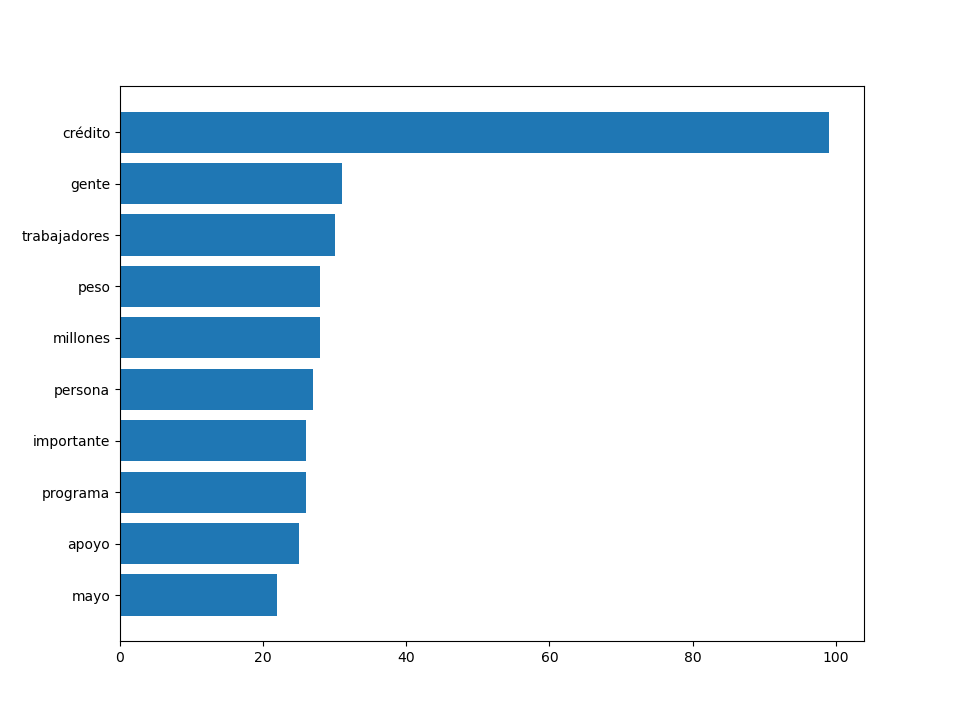 crédito
gente
trabajadores
peso
millones
persona
importante
programa
apoyo
mayo
0 20 40 60 80 100